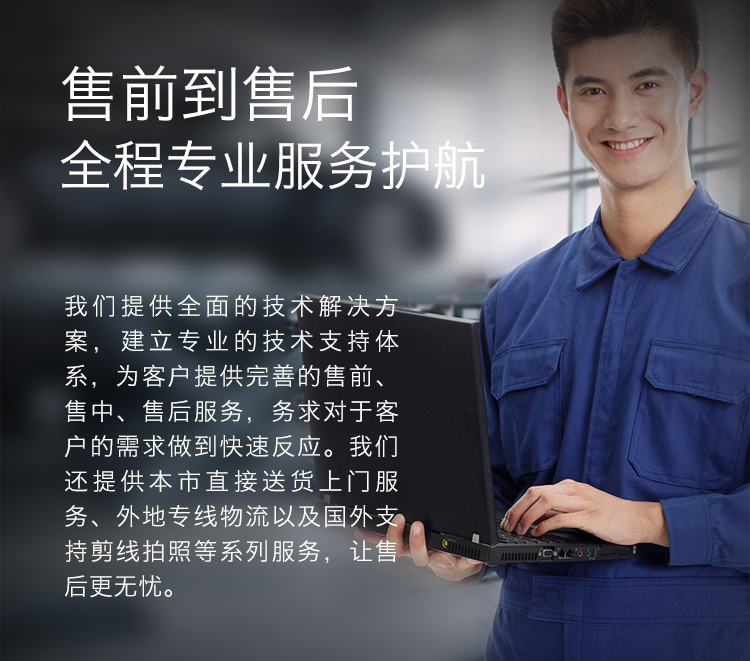 售前到售后
全程专业服务护航
我们提供全面的技术解决方
案，建立专业的技术支持体
系，为客户提供完善的售前、
售中、售后服务，务求对于客
户的需求做到快速反应。我们
还提供本市直接送货上门服
务、外地专线物流以及国外支
持剪线拍照等系列服务，让售
后更无忧。